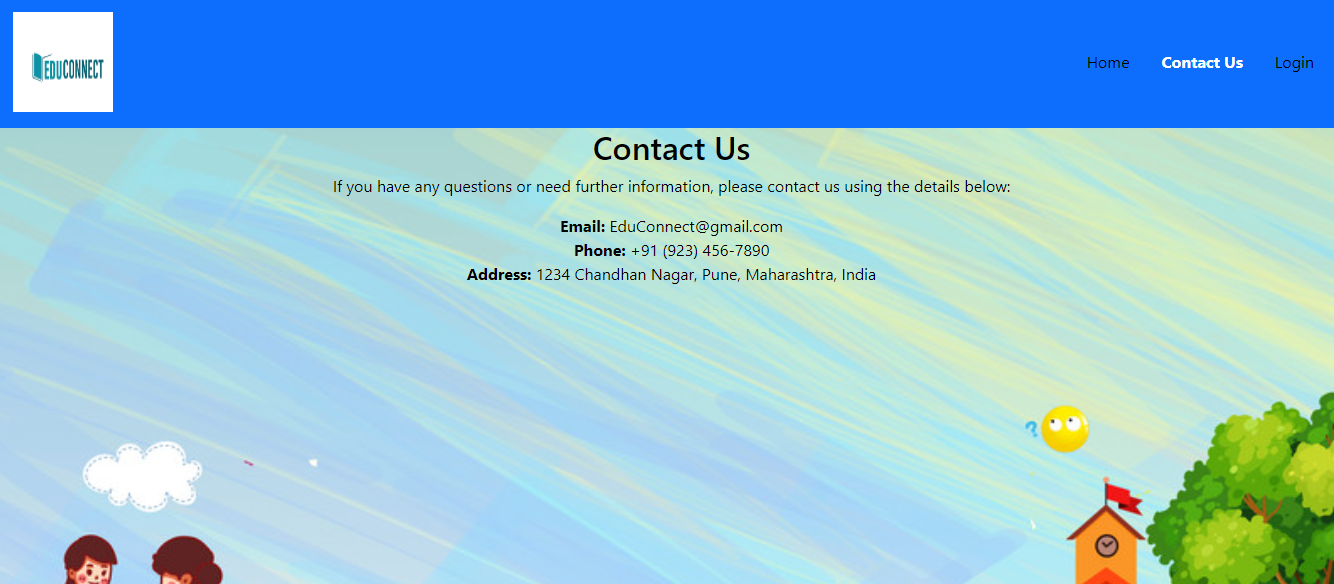 EDUCONNECT
Home Contact Us Login
Contact Us
If you have any questions or need further information, please contact us using the details below:
Email: EduConnect@gmail.com
Phone: +91 (923) 456-7890
Address: 1234 Chandhan Nagar, Pune, Maharashtra, India
?